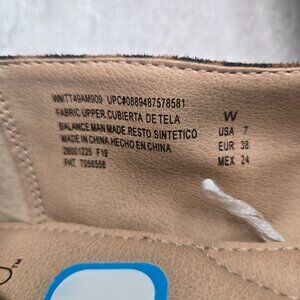 WMTT49AM909 UPC#0889487578581
FABRIC UPPER.CUBIERTA DE TELA
BALANCE MAN MADE.RESTO SINTETICO
MADE IN CHINA HECHO EN CHINA
28001225 F19
PAT. 7056558
W
USA 7
EUR 38
MEX 24